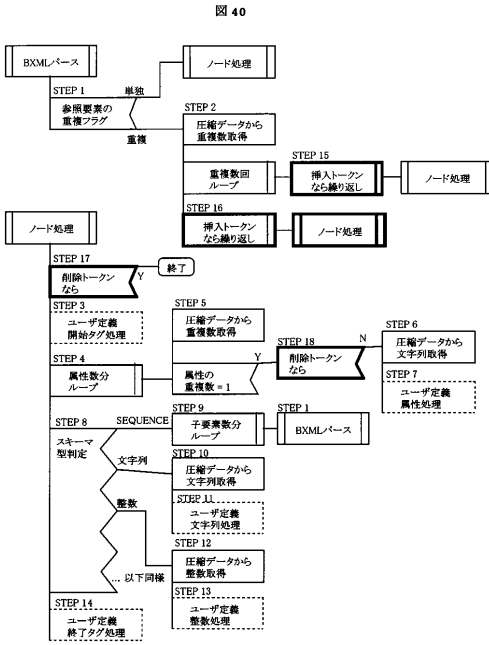 図 40
BXMLパース
ノード処理
STEP 1
単独
参照要素の
重複フラグ
重複
STEP 2
圧縮データから
重複数取得
重複数回
ループ
STEP 15
挿入トークン
なら繰り返し
ノード処理
STEP 16
挿入トークン
なら繰り返し
ノード処理
ノード処理
STEP 17
削除トークン
なら
Y
終了
STEP 3
ユーザ定義
開始タグ処理
STEP 4
属性数分
ループ
STEP 5
圧縮データから
重複数取得
属性の
重複数 = 1
Y
STEP 18
削除トークン
なら
N
STEP 6
圧縮データから
文字列取得
STEP 7
ユーザ定義
属性処理
STEP 8
スキーマ
型判定
SEQUENCE
STEP 9
子要素数分
ループ
STEP 1
BXMLパース
文字列
STEP 10
圧縮データから
文字列取得
STEP 11
ユーザ定義
文字列処理
整数
STEP 12
圧縮データから
整数取得
STEP 13
ユーザ定義
整数処理
... 以下同様
STEP 14
ユーザ定義
終了タグ処理